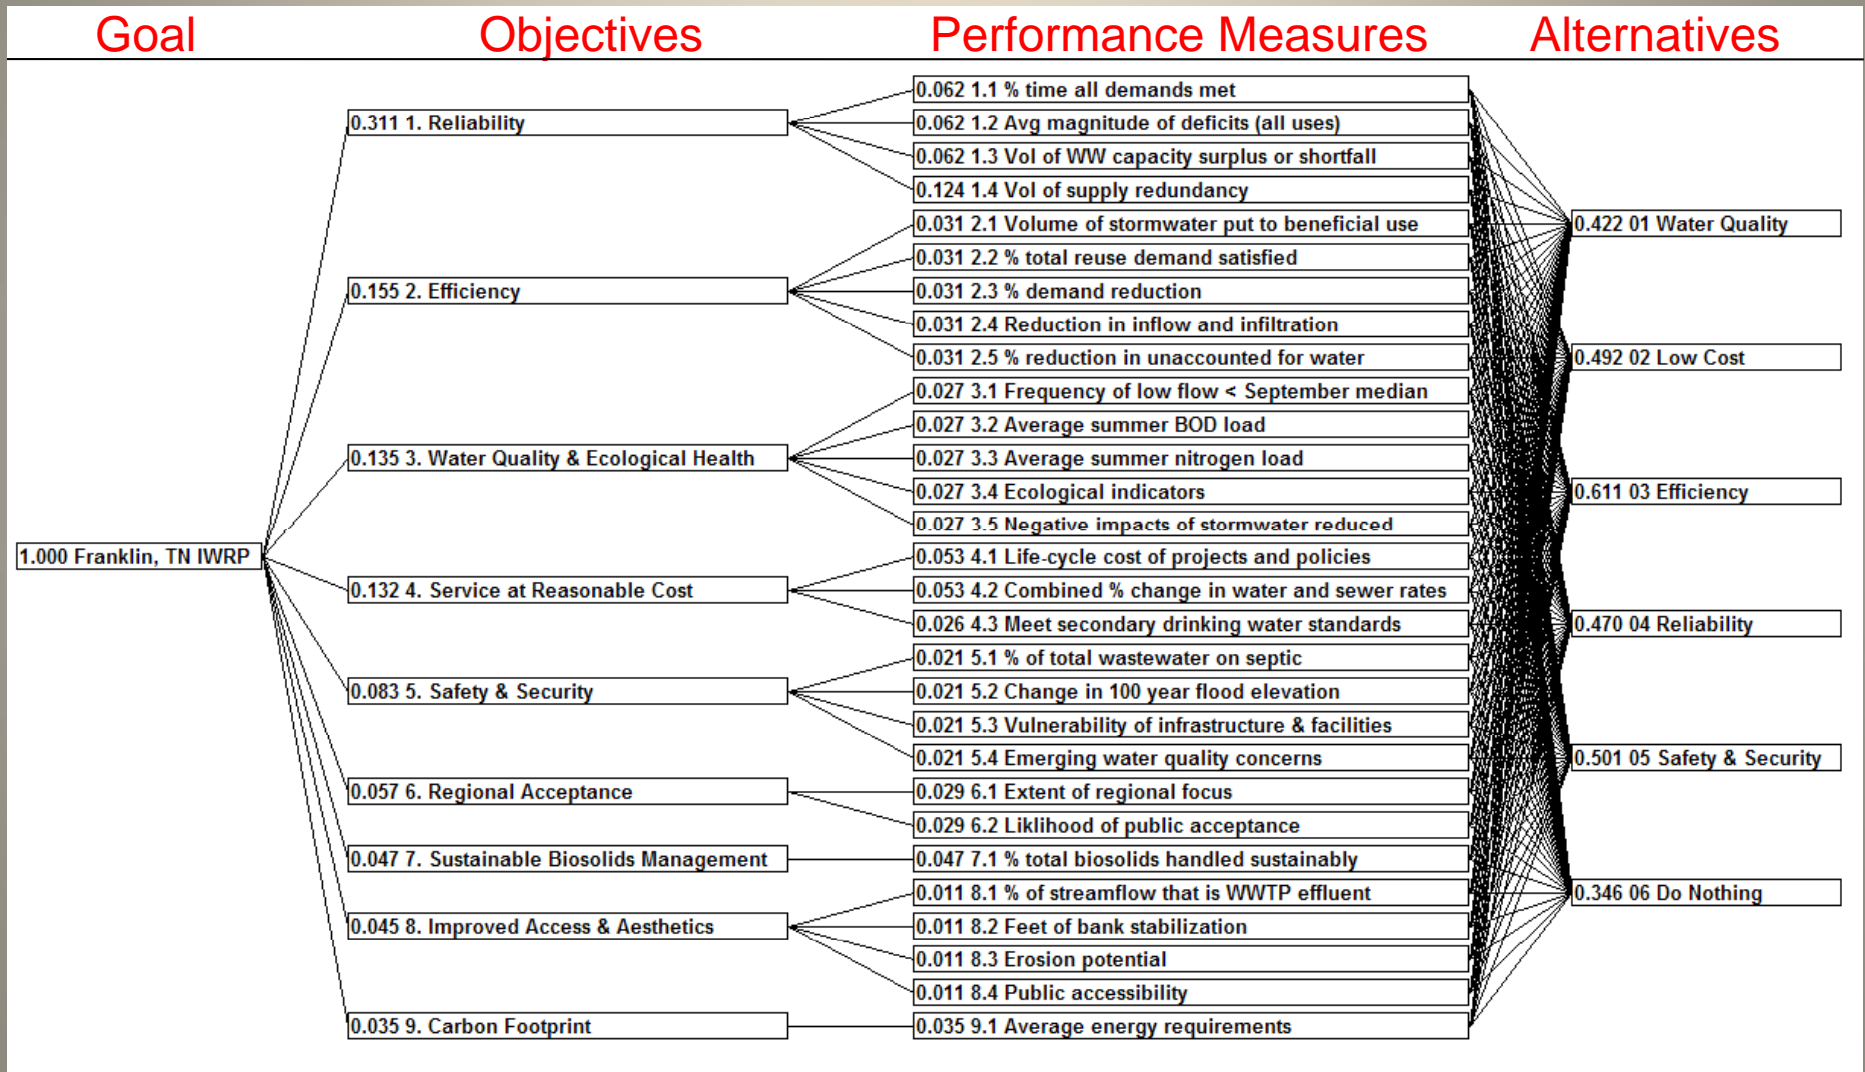 Goal
Objectives
Performance Measures
Alternatives
1.000 Franklin, TN IWRP
0.311 1. Reliability
0.155 2. Efficiency
0.135 3. Water Quality & Ecological Health
0.132 4. Service at Reasonable Cost
0.083 5. Safety & Security
0.057 6. Regional Acceptance
0.047 7. Sustainable Biosolids Management
0.045 8. Improved Access & Aesthetics
0.035 9. Carbon Footprint
0.062 1.1 % time all demands met
0.062 1.2 Avg magnitude of deficits (all uses)
0.062 1.3 Vol of WW capacity surplus or shortfall
0.124 1.4 Vol of supply redundancy
0.031 2.1 Volume of stormwater put to beneficial use
0.031 2.2 % total reuse demand satisfied
0.031 2.3 % demand reduction
0.031 2.4 Reduction in inflow and infiltration
0.031 2.5 % reduction in unaccounted for water
0.027 3.1 Frequency of low flow < September median
0.027 3.2 Average summer BOD load
0.027 3.3 Average summer nitrogen load
0.027 3.4 Ecological indicators
0.027 3.5 Negative impacts of stormwater reduced
0.053 4.1 Life-cycle cost of projects and policies
0.053 4.2 Combined % change in water and sewer rates
0.026 4.3 Meet secondary drinking water standards
0.021 5.1 % of total wastewater on septic
0.021 5.2 Change in 100 year flood elevation
0.021 5.3 Vulnerability of infrastructure & facilities
0.021 5.4 Emerging water quality concerns
0.029 6.1 Extent of regional focus
0.029 6.2 Liklihood of public acceptance
0.047 7.1 % total biosolids handled sustainably
0.011 8.1 % of streamflow that is WWTP effluent
0.011 8.2 Feet of bank stabilization
0.011 8.3 Erosion potential
0.011 8.4 Public accessibility
0.035 9.1 Average energy requirements
0.422 01 Water Quality
0.492 02 Low Cost
0.611 03 Efficiency
0.470 04 Reliability
0.501 05 Safety & Security
0.346 06 Do Nothing